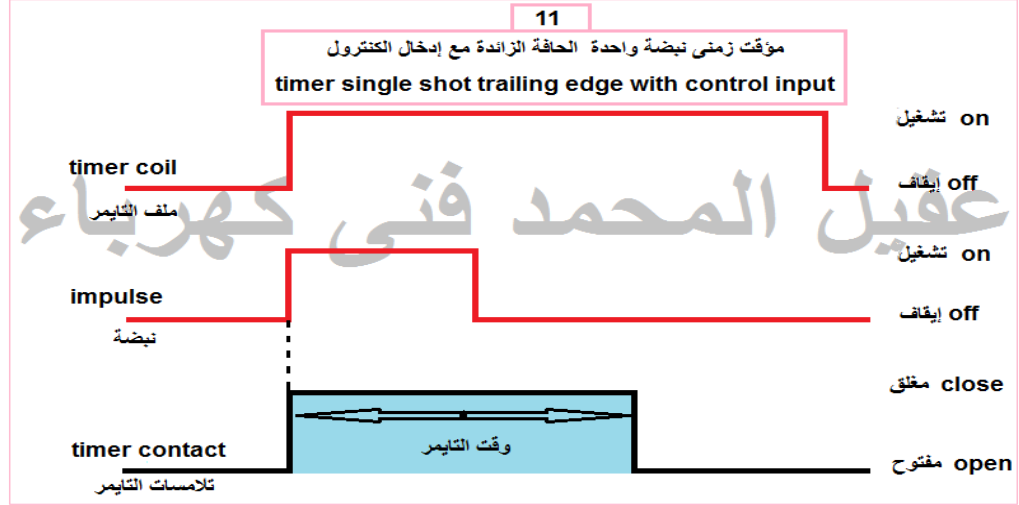 11
مؤقت زمنى نبضة واحدة الحافة الزائدة مع إدخال الكنترول
timer single shot trailing edge with control input
on تشغيل
timer coil
off إيقاف
ملف التايمر
عقيل المحمد فنى كهرباء
on تشغيل
impulse
off إيقاف
نبضة
close مغلق
وقت التايمر
timer contact
open مفتوح
تلامسات التايمر